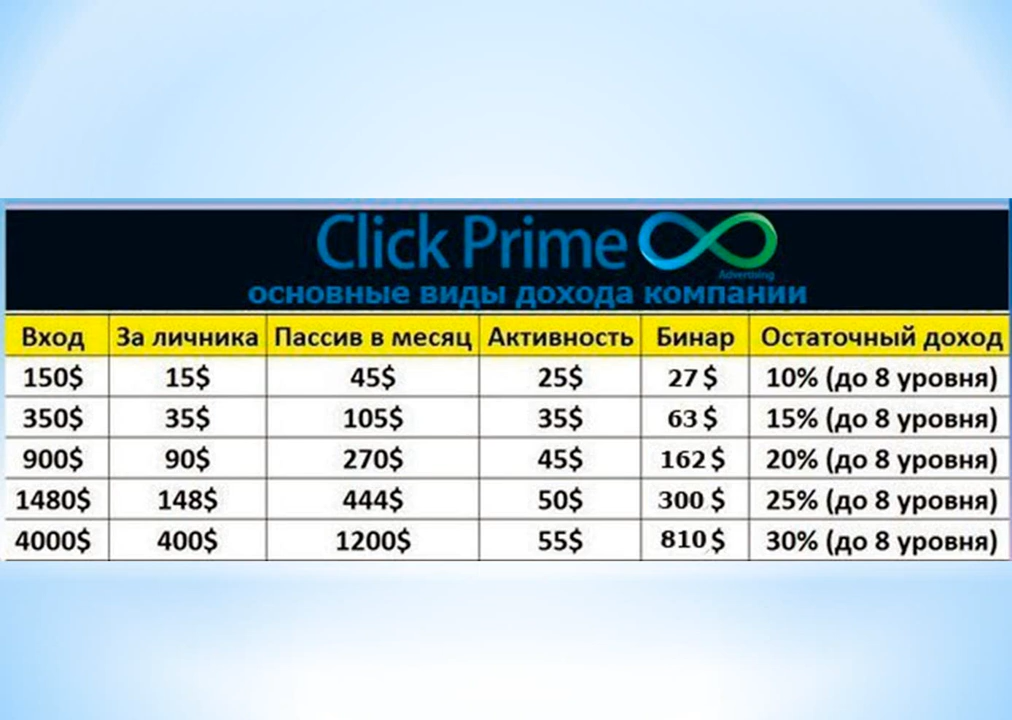 Click Prime
Advertising
основные виды дохода компании
Вход За личника Пассив в месяц Активность Бинар Остаточный доход
150$ 15$ 45$ 25$ 27$ 10% (до 8 уровня)
350$ 35$ 105$ 35$ 63$ 15% (до 8 уровня)
900$ 90$ 270$ 45$ 162$ 20% (до 8 уровня)
1480$ 148$ 444$ 50$ 300$ 25% (до 8 уровня)
4000$ 400$ 1200$ 55$ 810$ 30% (до 8 уровня)